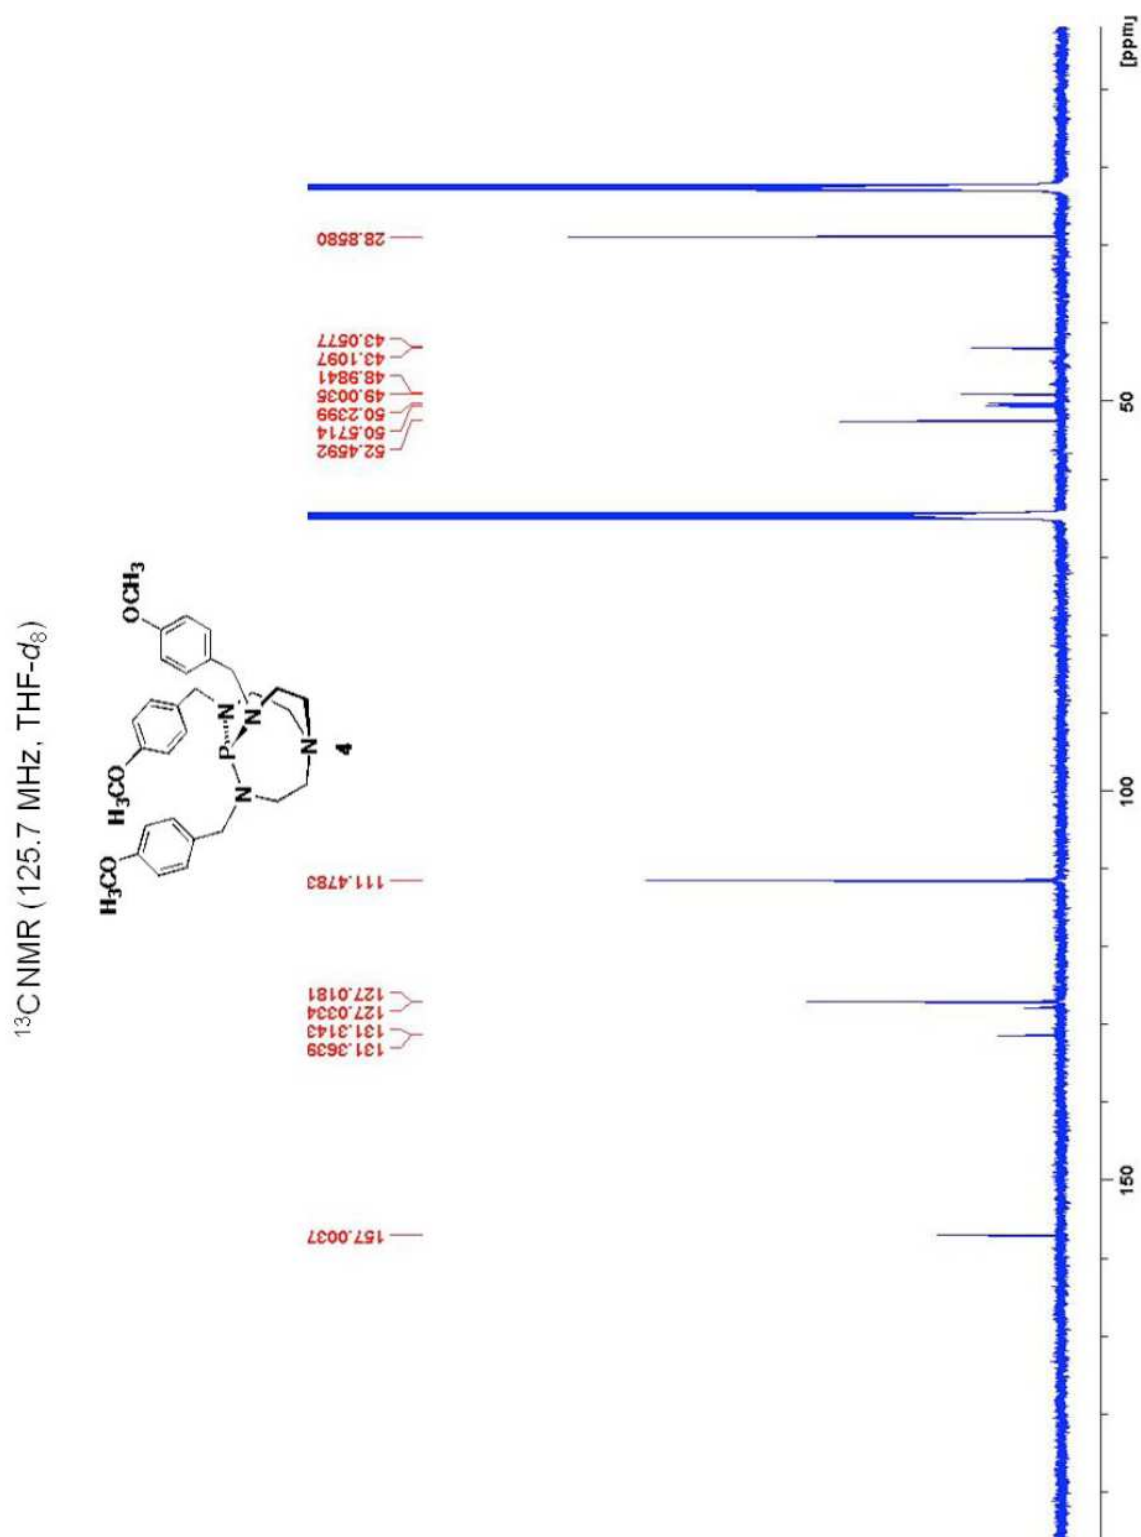 ¹³C NMR (125.7 MHz, THF-d₈)
H₃CO
H₃CO
OCH₃
N
N
N
P
N
4
157.0037
131.3639
131.3143
127.0334
127.0181
111.4783
52.4592
50.5714
50.2399
49.0035
48.9841
43.1097
43.0577
28.8580
150
100
50
[ppm]